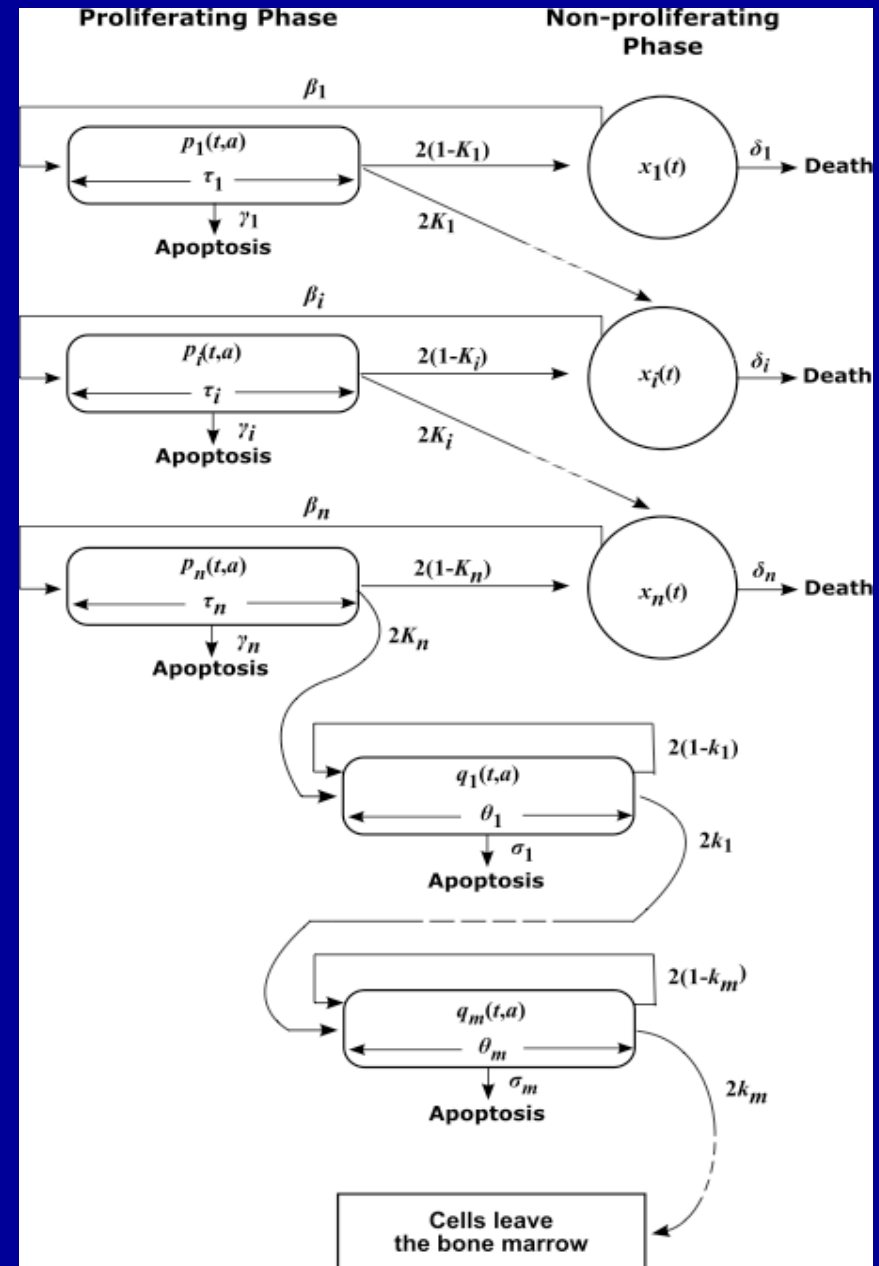 Proliferating Phase
Non-proliferating
Phase
β1
p1(t,a)
τ1
2(1-K1)
x1(t)
δ1
Death
γ1
Apoptosis
2K1
βi
pi(t,a)
τi
2(1-Ki)
xi(t)
δi
Death
γi
Apoptosis
2Ki
βn
pn(t,a)
τn
2(1-Kn)
xn(t)
δn
Death
γn
Apoptosis
2Kn
2(1-k1)
q1(t,a)
θ1
σ1
2k1
Apoptosis
2(1-km)
qm(t,a)
θm
σm
2km
Apoptosis
Cells leave
the bone marrow